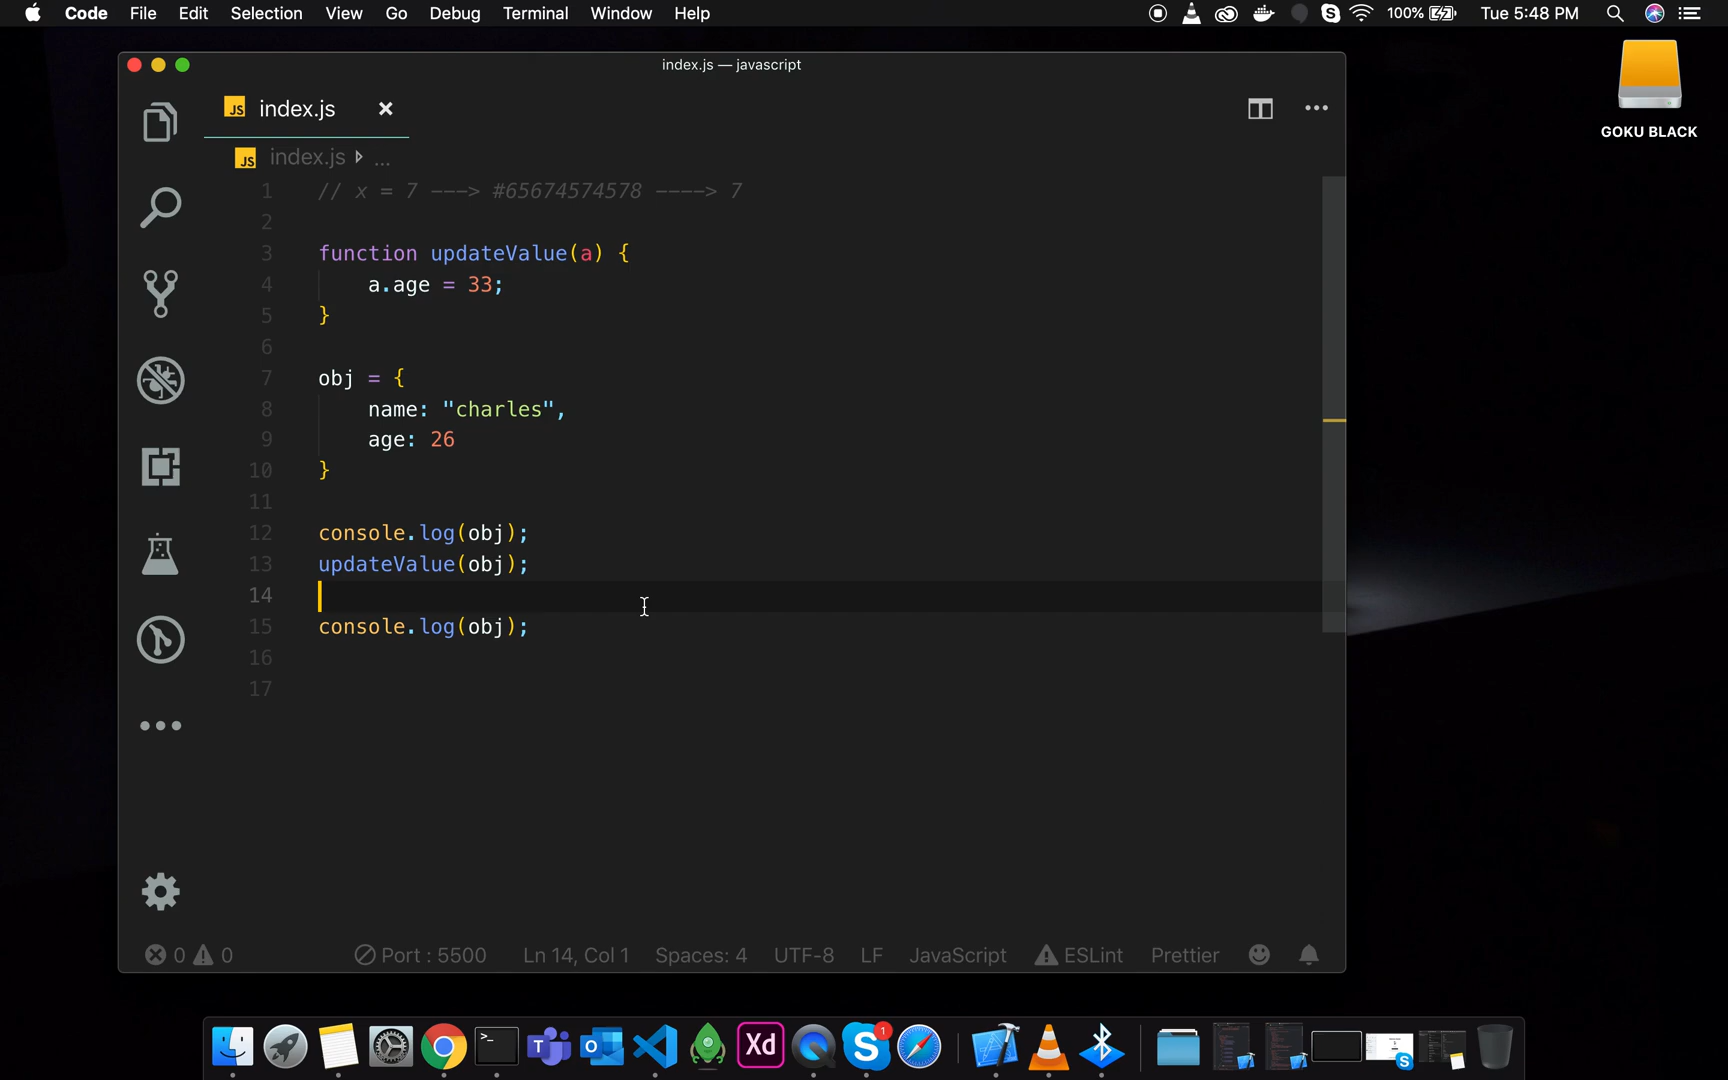 Code File Edit Selection View Go Debug Terminal Window Help 100% Tue 5:48 PM
GOKU BLACK
index.js — javascript
JS index.js
JS index.js ...
1 // x = 7 ---> #65674574578 ----> 7
2
3 function updateValue(a) {
4 a.age = 33;
5 }
6
7 obj = {
8 name: "charles",
9 age: 26
10 }
11
12 console.log(obj);
13 updateValue(obj);
14
15 console.log(obj);
16
17
0 0 Port : 5500 Ln 14, Col 1 Spaces: 4 UTF-8 LF JavaScript ESLint Prettier
>_ T O Xd S 1 S